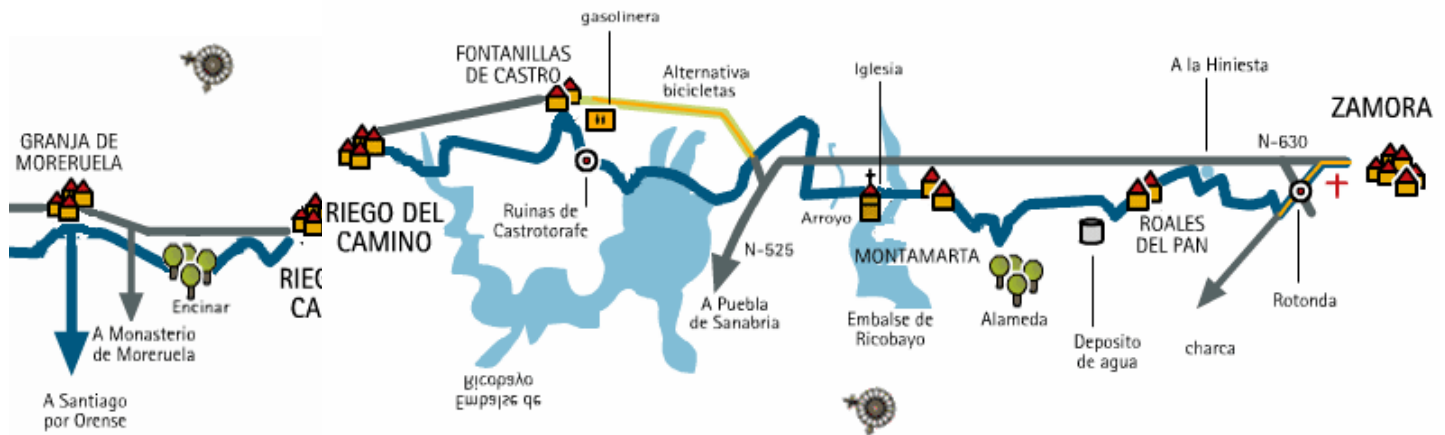 GRANJA DE
MORERUELA
A Monasterio
de Moreruela
Encinar
A Santiago
por Orense
RIEG
CA
RIEGO DEL
CAMINO
FONTANILLAS
DE CASTRO
gasolinera
Ruinas de
Castrotorafe
Embalse de
Ricobayo
Alternativa
bicicletas
N-525
A Puebla
de Sanabria
Iglesia
Arroyo
MONTAMARTA
Embalse de
Ricobayo
Alameda
Deposito
de agua
ROALES
DEL PAN
A la Hiniesta
charca
N-630
Rotonda
ZAMORA